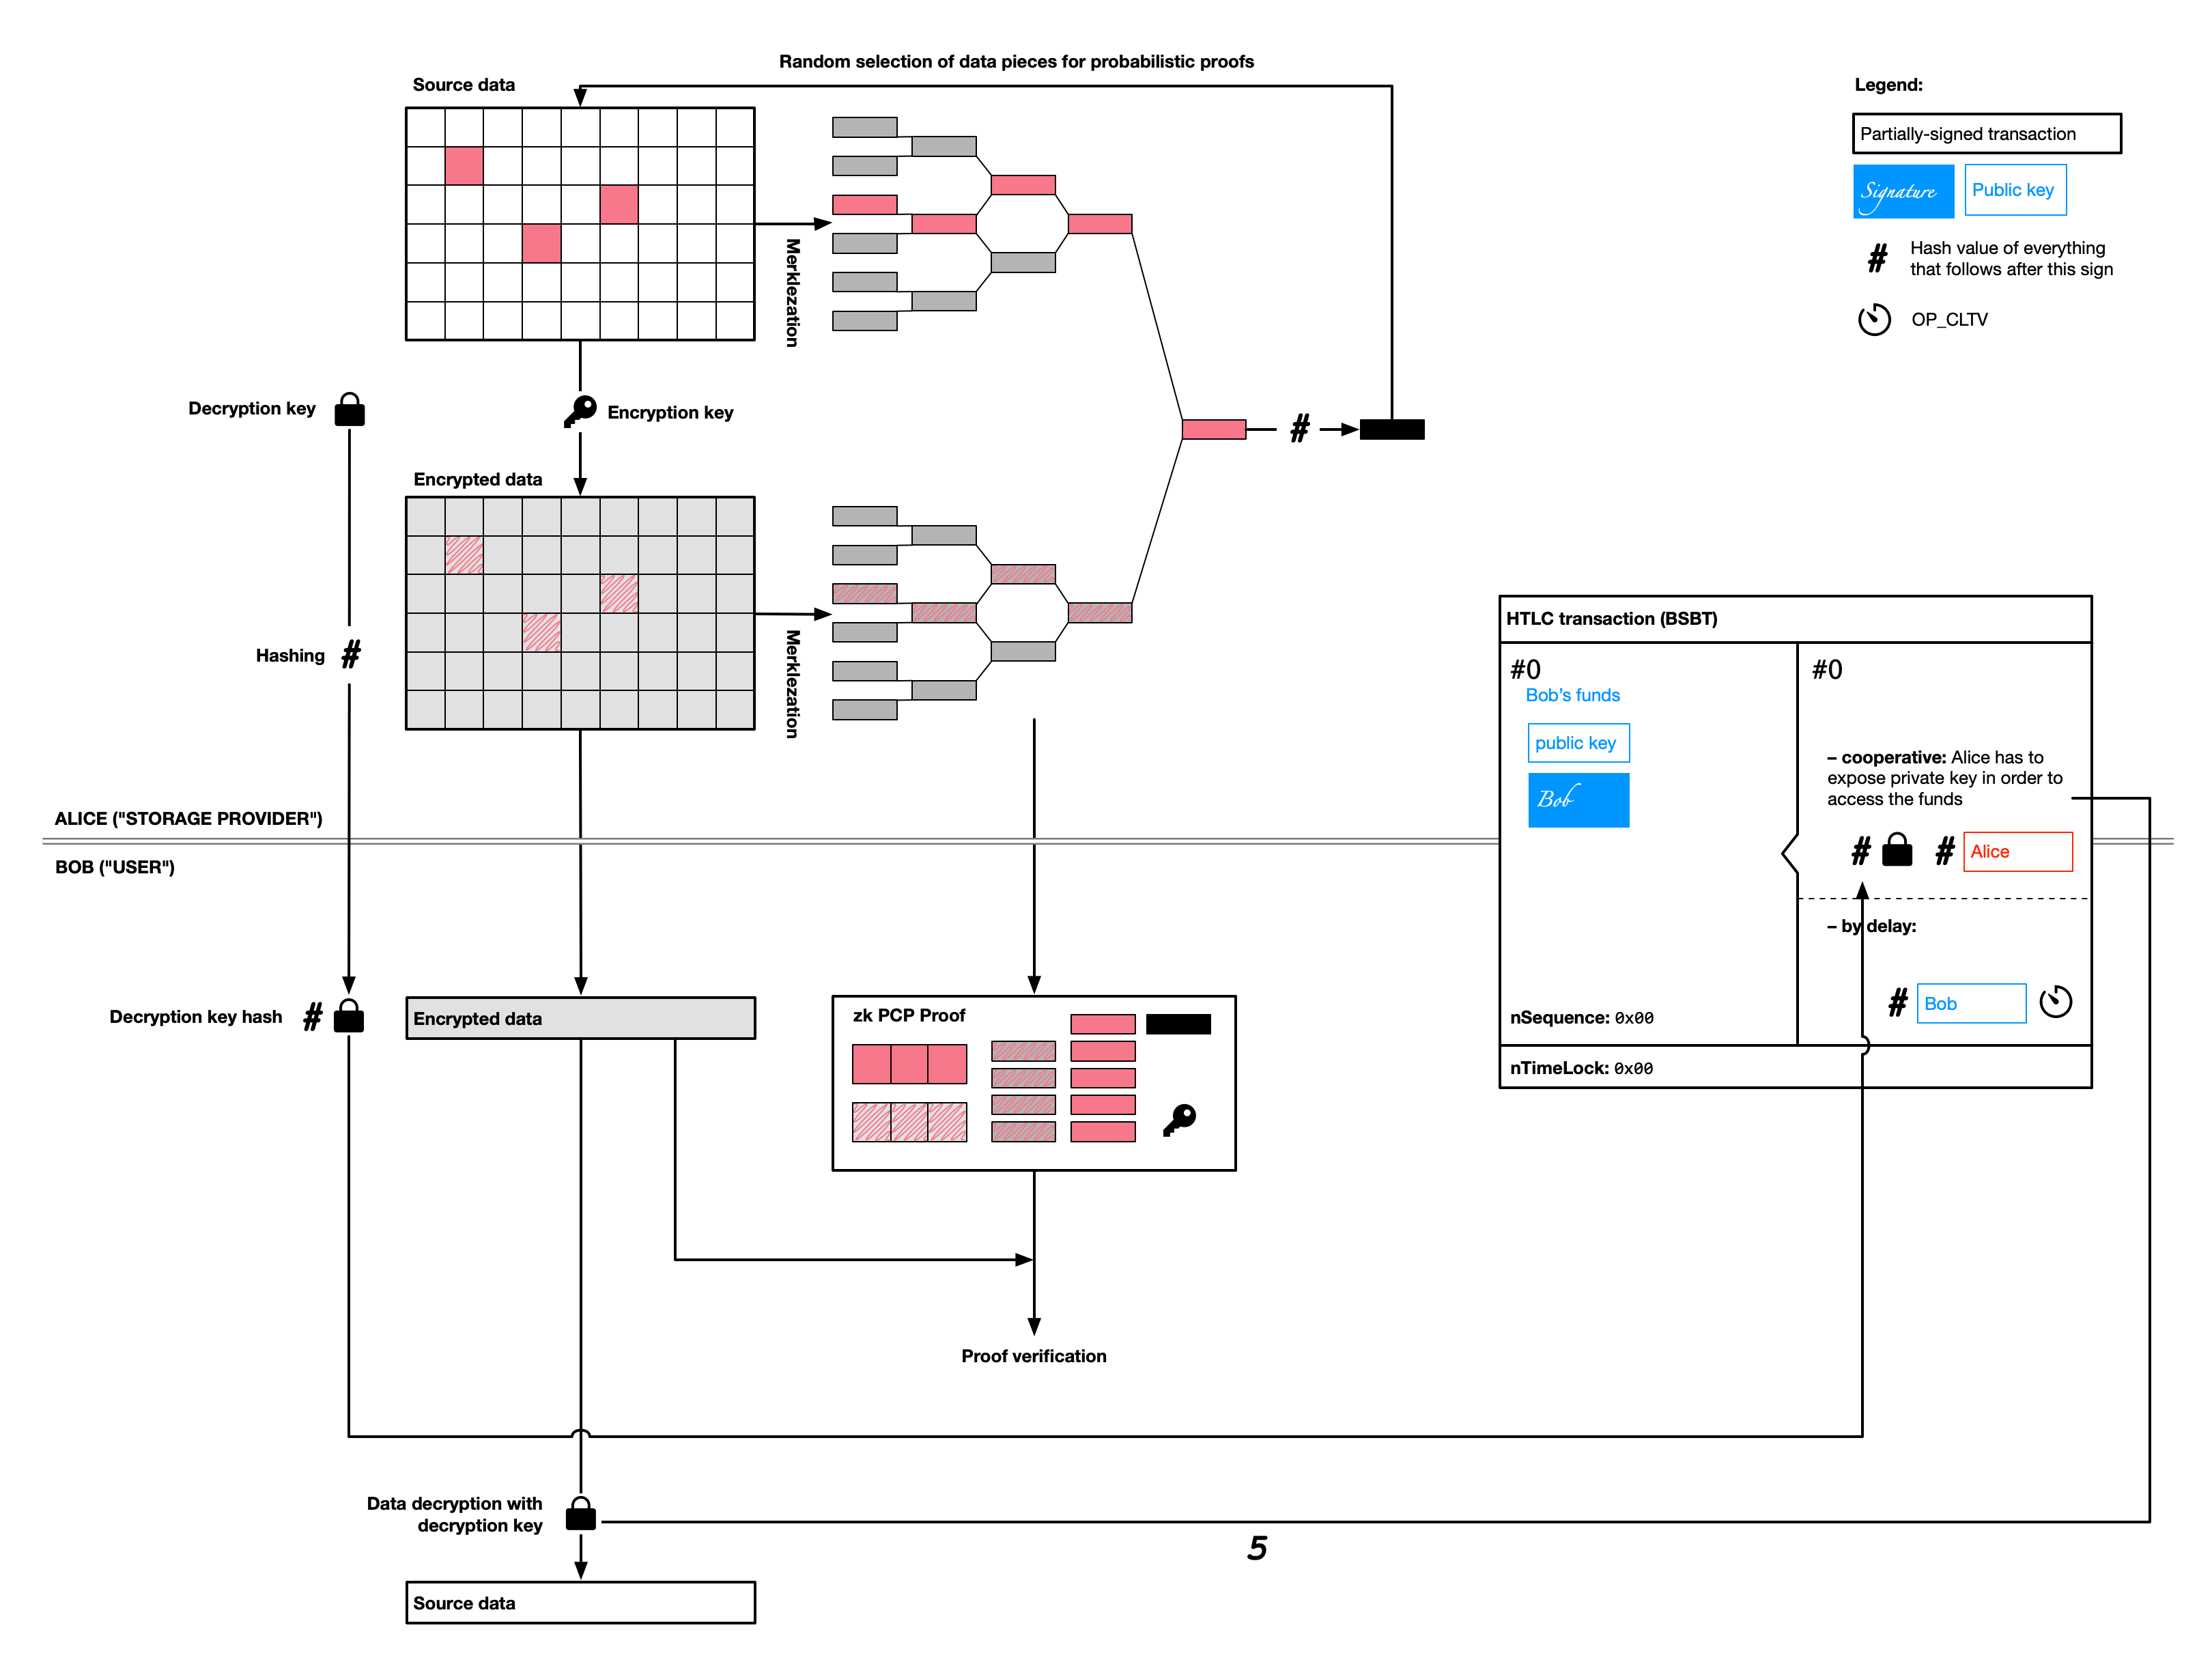 Random selection of data pieces for probabilistic proofs
Source data
Legend:
Partially-signed transaction
Signature
Public key
# Hash value of everything
that follows after this sign
OP_CLTV
Merklezation
Decryption key
Encryption key
#
Encrypted data
Merklezation
Hashing #
HTLC transaction (BSBT)
#0
Bob’s funds
public key
Bob
#0
– cooperative: Alice has to
expose private key in order to
access the funds
# # Alice
– by delay:
# Bob
nSequence: 0x00
nTimeLock: 0x00
ALICE ("STORAGE PROVIDER")
BOB ("USER")
Decryption key hash #
Encrypted data
zk PCP Proof
Proof verification
Data decryption with
decryption key
5
Source data